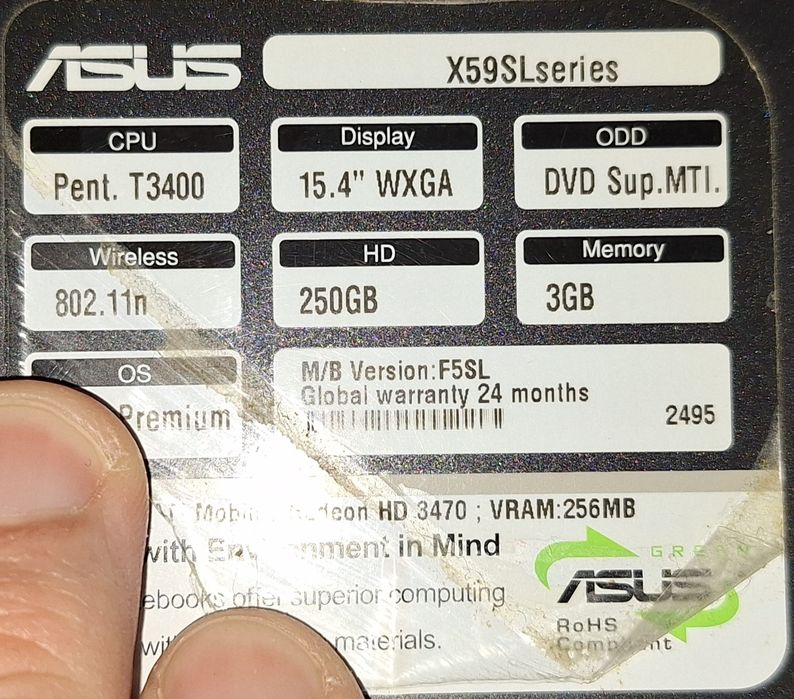 ASUS
X59SLseries
CPU
Pent. T3400
Display
15.4" WXGA
ODD
DVD Sup.MTI.
Wireless
802.11n
HD
250GB
Memory
3GB
OS
Premium
M/B Version:F5SL
Global warranty 24 months
2495
HD 3470 ; VRAM:256MB
with in Mind
GREEN
ASUS
superior computing
RoHS
materials.